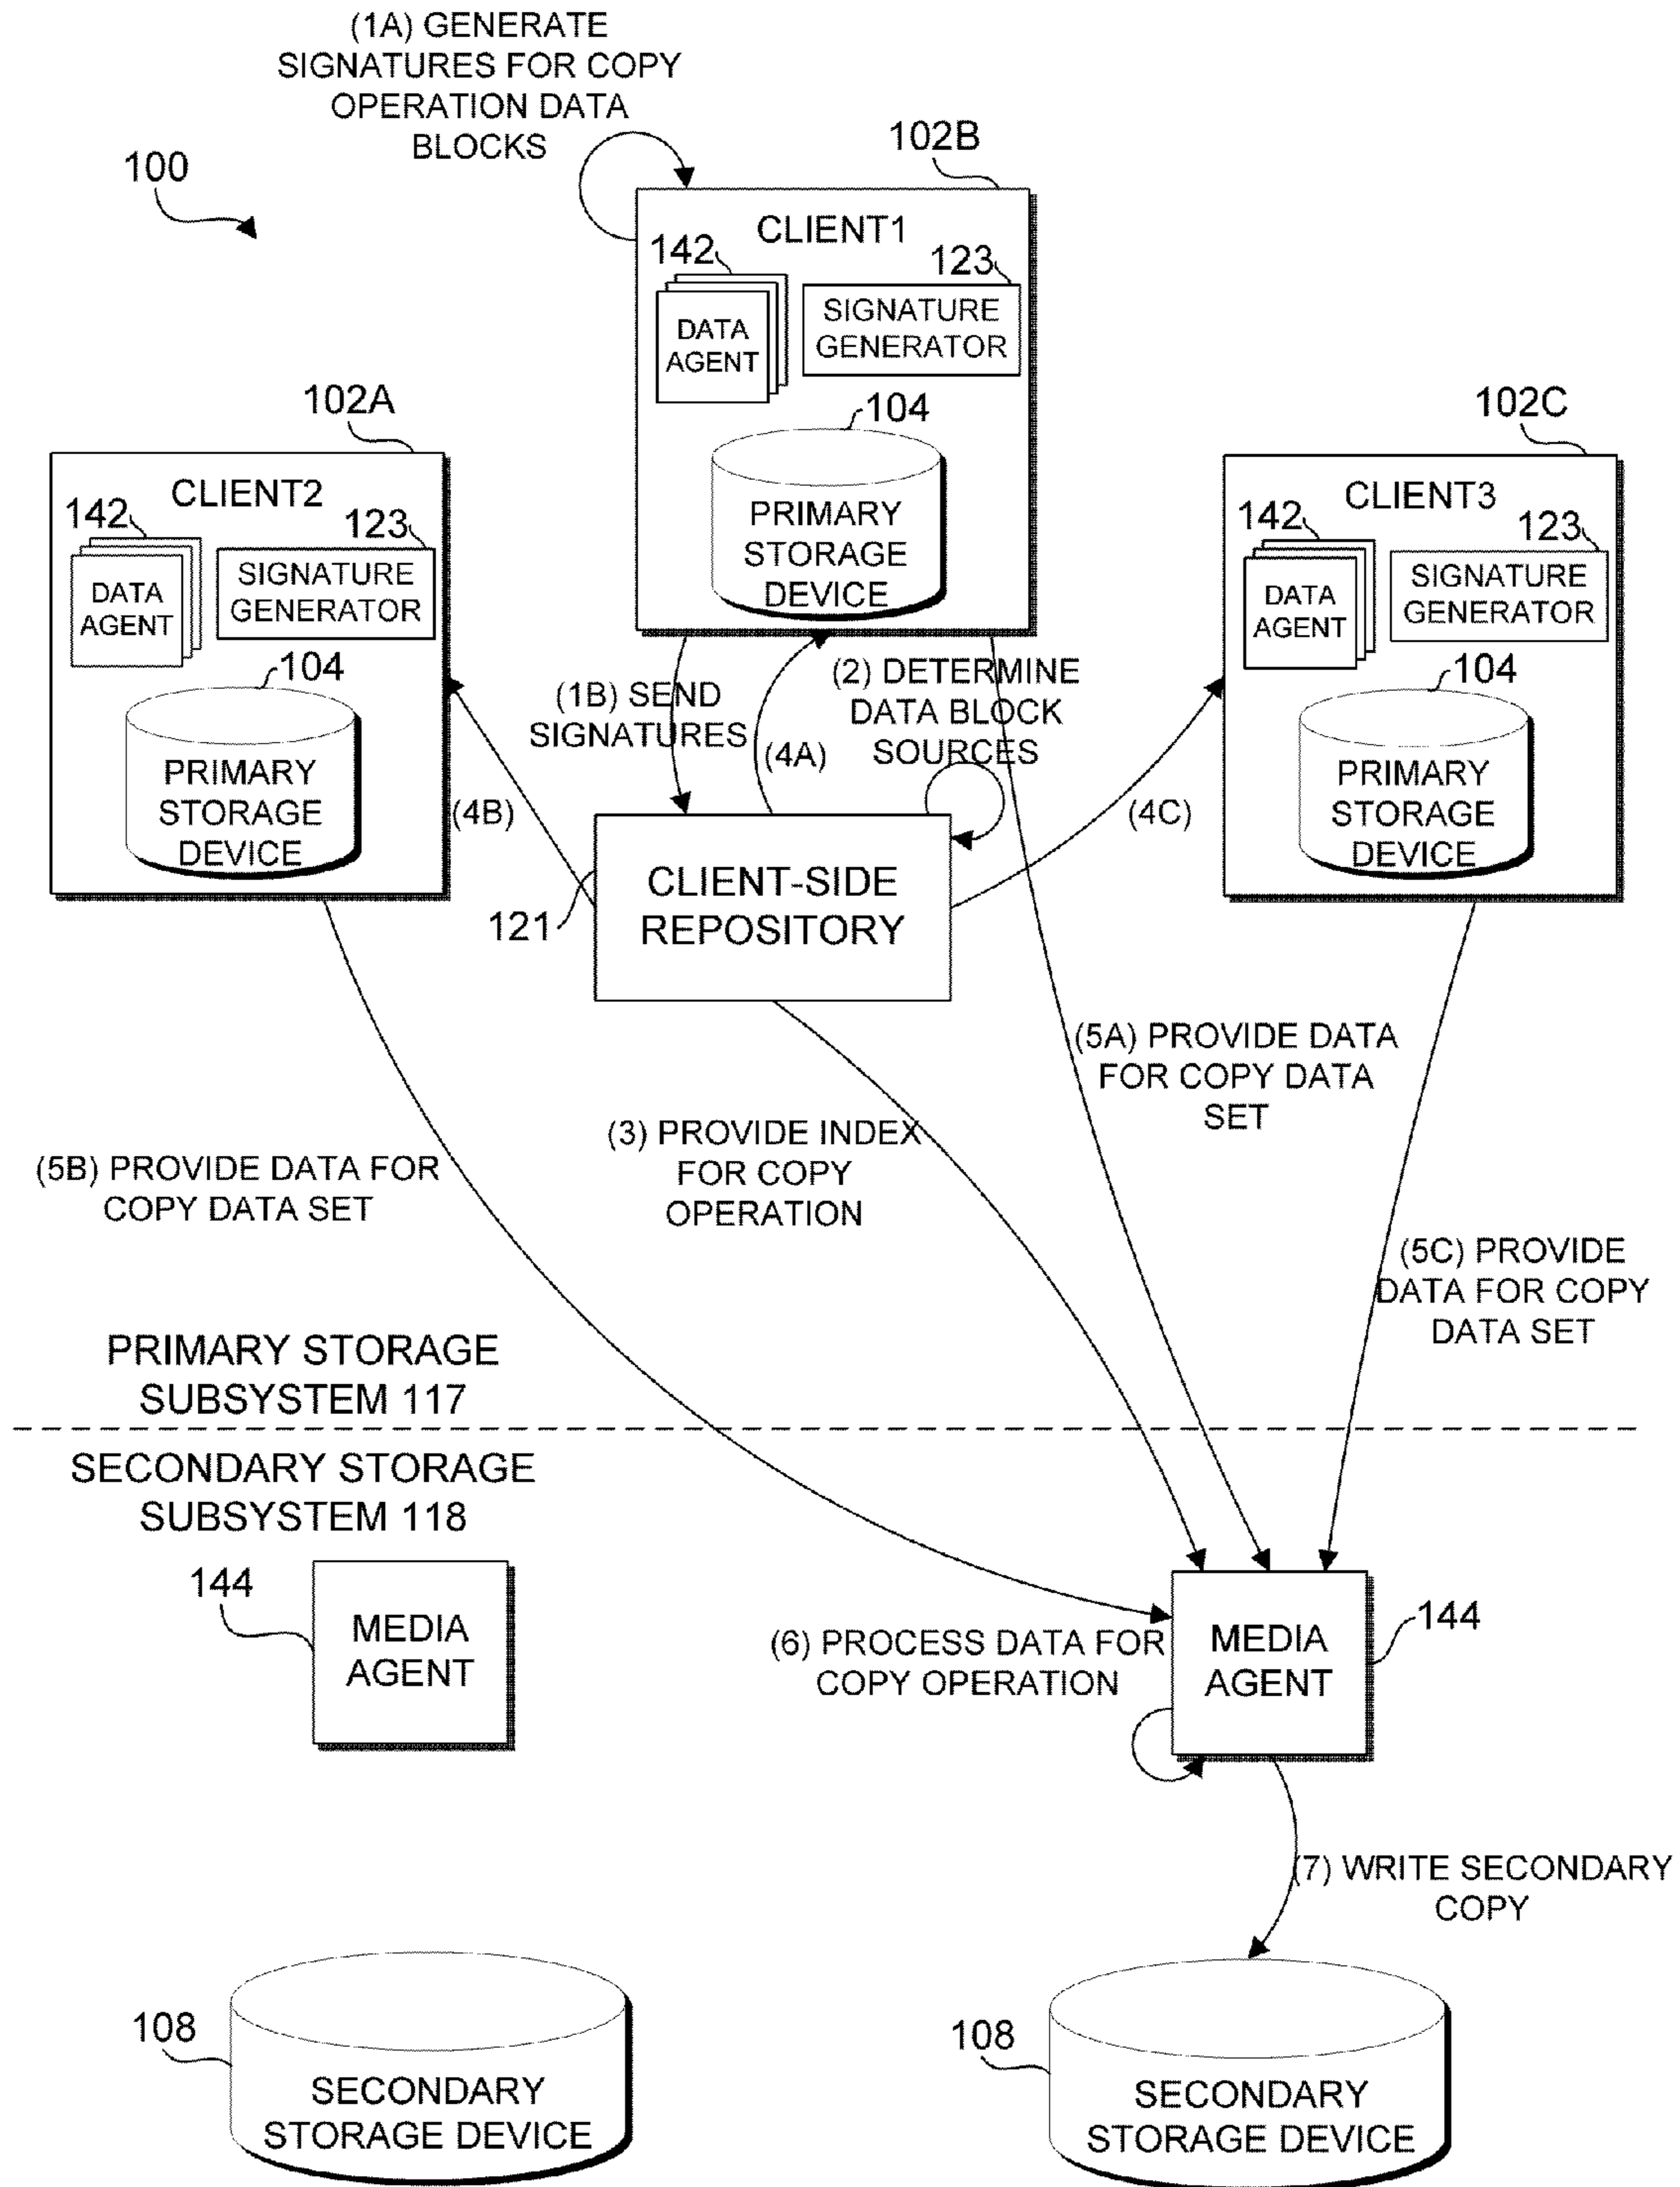 (1A) GENERATE
SIGNATURES FOR COPY
OPERATION DATA
BLOCKS
100
102B
CLIENT1
142
123
DATA
AGENT
SIGNATURE
GENERATOR
104
PRIMARY
STORAGE
DEVICE
102A
CLIENT2
142
123
DATA
AGENT
SIGNATURE
GENERATOR
104
PRIMARY
STORAGE
DEVICE
102C
CLIENT3
142
123
DATA
AGENT
SIGNATURE
GENERATOR
104
PRIMARY
STORAGE
DEVICE
(1B) SEND
SIGNATURES
(4A)
(2) DETERMINE
DATA BLOCK
SOURCES
(4B)
(4C)
121
CLIENT-SIDE
REPOSITORY
(5A) PROVIDE DATA
FOR COPY DATA
SET
(3) PROVIDE INDEX
FOR COPY
OPERATION
(5B) PROVIDE DATA FOR
COPY DATA SET
(5C) PROVIDE
DATA FOR COPY
DATA SET
PRIMARY STORAGE
SUBSYSTEM 117
SECONDARY STORAGE
SUBSYSTEM 118
144
MEDIA
AGENT
(6) PROCESS DATA FOR
COPY OPERATION
MEDIA
AGENT
144
(7) WRITE SECONDARY
COPY
108
SECONDARY
STORAGE DEVICE
108
SECONDARY
STORAGE DEVICE